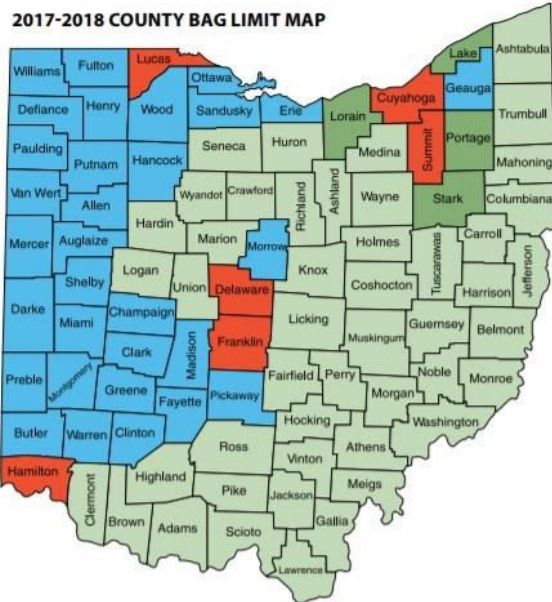 2017-2018 COUNTY BAG LIMIT MAP
Williams
Fulton
Lucas
Ottawa
Lake
Ashtabula
Geauga
Defiance
Henry
Wood
Sandusky
Erie
Lorain
Cuyahoga
Trumbull
Paulding
Putnam
Hancock
Seneca
Huron
Medina
Summit
Portage
Mahoning
Van Wert
Allen
Wyandot
Crawford
Richland
Ashland
Wayne
Stark
Columbiana
Mercer
Auglaize
Hardin
Marion
Morrow
Holmes
Tuscarawas
Carroll
Jefferson
Logan
Union
Knox
Coshocton
Harrison
Shelby
Delaware
Darke
Miami
Champaign
Licking
Muskingum
Guernsey
Belmont
Clark
Madison
Franklin
Preble
Montgomery
Greene
Fayette
Pickaway
Fairfield
Perry
Noble
Monroe
Morgan
Butler
Warren
Clinton
Hocking
Washington
Ross
Athens
Hamilton
Clermont
Highland
Vinton
Meigs
Pike
Jackson
Brown
Adams
Scioto
Gallia
Lawrence